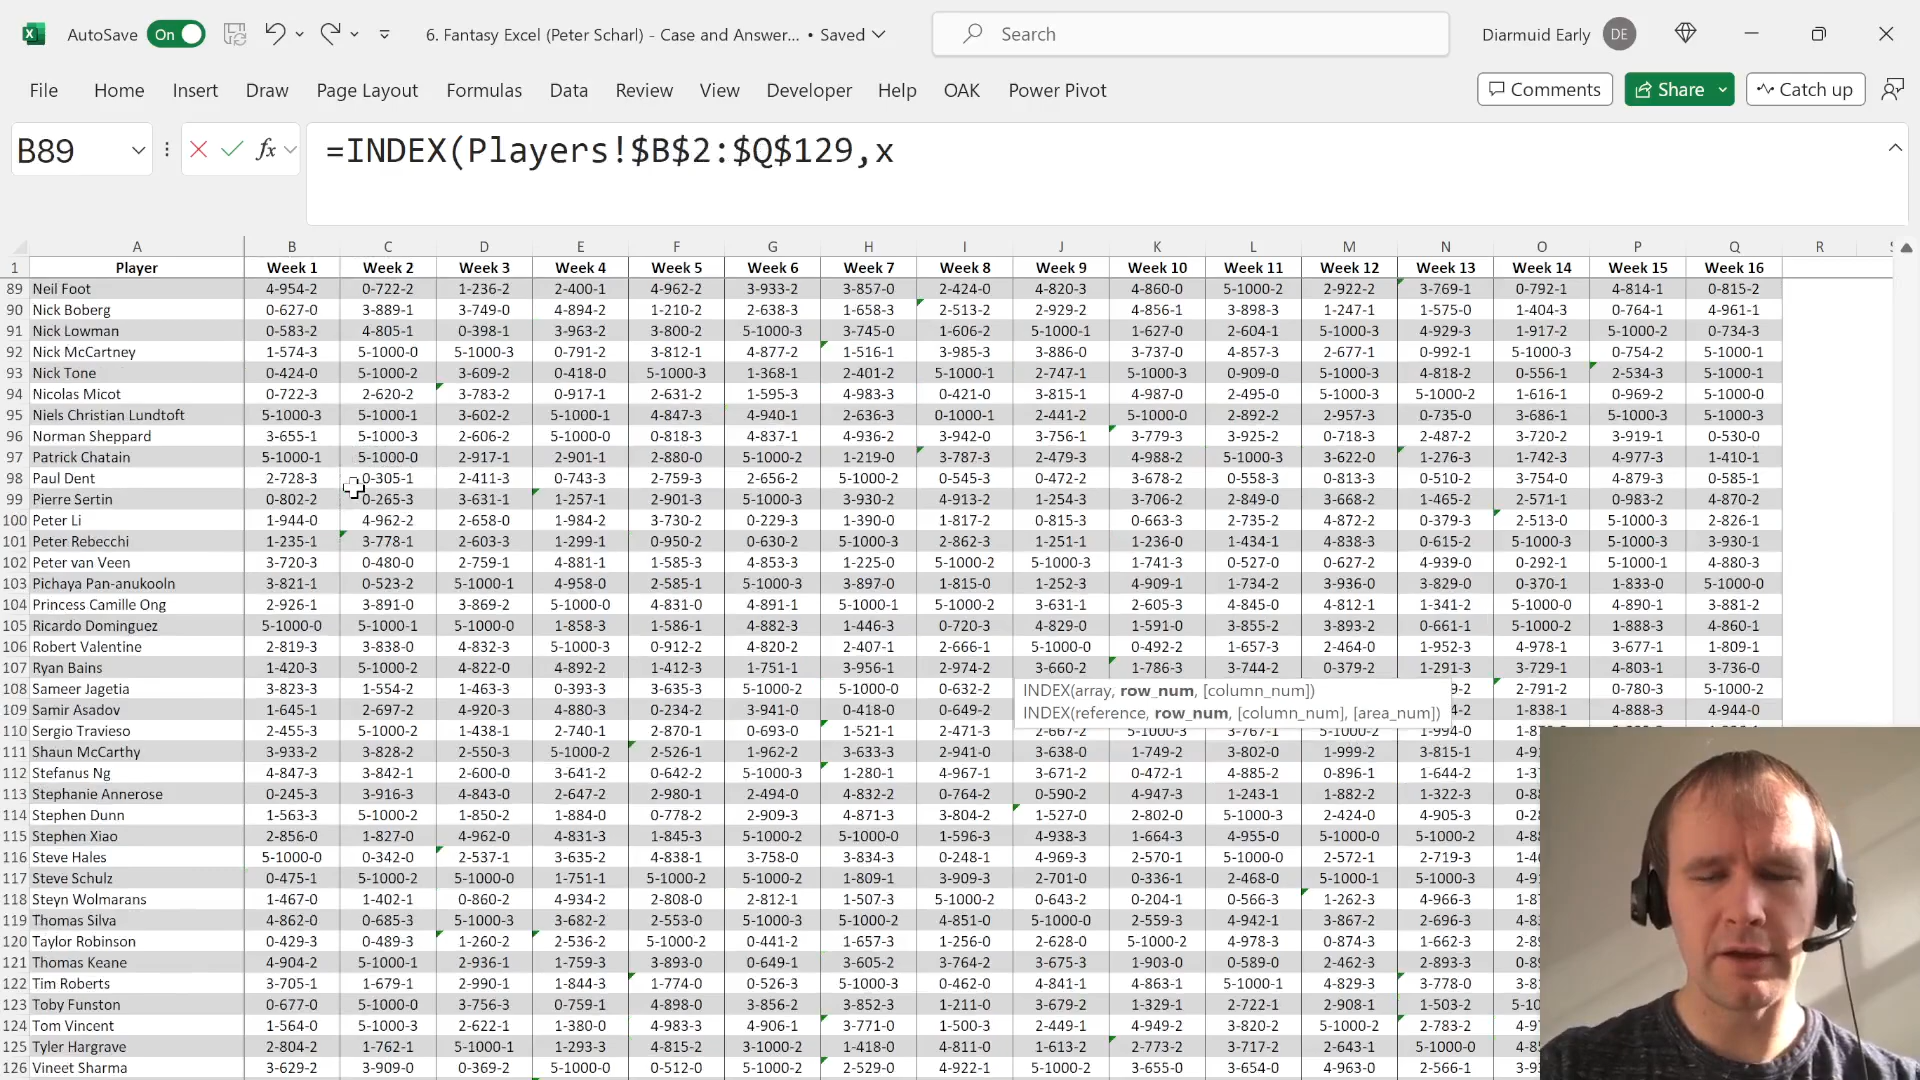 AutoSave On 6. Fantasy Excel (Peter Scharl) - Case and Answer... • Saved Search Diarmuid Early DE
File Home Insert Draw Page Layout Formulas Data Review View Developer Help OAK Power Pivot Comments Share Catch up
B89 fx =INDEX(Players!$B$2:$Q$129,x
A B C D E F G H I J K L M N O P Q R
1 Player Week 1 Week 2 Week 3 Week 4 Week 5 Week 6 Week 7 Week 8 Week 9 Week 10 Week 11 Week 12 Week 13 Week 14 Week 15 Week 16
89 Neil Foot 4-954-2 0-722-2 1-236-2 2-400-1 4-962-2 3-933-2 3-857-0 2-424-0 4-820-3 4-860-0 5-1000-2 2-922-2 3-769-1 0-792-1 4-814-1 0-815-2
90 Nick Boberg 0-627-0 3-889-1 3-749-0 4-894-2 1-210-2 2-638-3 1-658-3 2-513-2 2-929-2 4-856-1 3-898-3 1-247-1 1-575-0 1-404-3 0-764-1 4-961-1
91 Nick Lowman 0-583-2 4-805-1 0-398-1 3-963-2 3-800-2 5-1000-3 3-745-0 1-606-2 5-1000-1 1-627-0 2-604-1 5-1000-3 4-929-3 1-917-2 5-1000-2 0-734-3
92 Nick McCartney 1-574-3 5-1000-0 5-1000-3 0-791-2 3-812-1 4-877-2 1-516-1 3-985-3 3-886-0 3-737-0 4-857-3 2-677-1 0-992-1 5-1000-3 0-754-2 5-1000-1
93 Nick Tone 0-424-0 5-1000-2 3-609-2 0-418-0 5-1000-3 1-368-1 2-401-2 5-1000-1 2-747-1 5-1000-3 0-909-0 5-1000-3 4-818-2 0-556-1 2-534-3 5-1000-1
94 Nicolas Micot 0-722-3 2-620-2 3-783-2 0-917-1 2-631-2 1-595-3 4-983-3 0-421-0 3-815-1 4-987-0 2-495-0 5-1000-3 5-1000-2 1-616-1 0-969-2 5-1000-0
95 Niels Christian Lundtoft 5-1000-3 5-1000-1 3-602-2 5-1000-1 4-847-3 4-940-1 2-636-3 0-1000-1 2-441-2 5-1000-0 2-892-2 2-957-3 0-735-0 3-686-1 5-1000-3 5-1000-3
96 Norman Sheppard 3-655-1 5-1000-3 2-606-2 5-1000-0 0-818-3 4-837-1 4-936-2 3-942-0 3-756-1 3-779-3 3-925-2 0-718-3 2-487-2 3-720-2 3-919-1 0-530-0
97 Patrick Chatain 5-1000-1 5-1000-0 2-917-1 2-901-1 2-880-0 5-1000-2 1-219-0 3-787-3 2-479-3 4-988-2 5-1000-3 3-622-0 1-276-3 1-742-3 4-977-3 1-410-1
98 Paul Dent 2-728-3 0-305-1 2-411-3 0-743-3 2-759-3 2-656-2 5-1000-2 0-545-3 0-472-2 3-678-2 0-558-3 0-813-3 0-510-2 3-754-0 4-879-3 0-585-1
99 Pierre Sertin 0-802-2 0-265-3 3-631-1 1-257-1 2-901-3 5-1000-3 3-930-2 4-913-2 1-254-3 3-706-2 2-849-0 3-668-2 1-465-2 2-571-1 0-983-2 4-870-2
100 Peter Li 1-944-0 4-962-2 2-658-0 1-984-2 3-730-2 0-229-3 1-390-0 1-817-2 0-815-3 0-663-3 2-735-2 4-872-2 0-379-3 2-513-0 5-1000-3 2-826-1
101 Peter Rebecchi 1-235-1 3-778-1 2-603-3 1-299-1 0-950-2 0-630-2 5-1000-3 2-862-3 1-251-1 1-236-0 1-434-1 4-838-3 0-615-2 5-1000-3 5-1000-3 3-930-1
102 Peter van Veen 3-720-3 0-480-0 2-759-1 4-881-1 1-585-3 4-853-3 1-225-0 5-1000-2 5-1000-3 1-741-3 0-527-0 0-627-2 4-939-0 0-292-1 5-1000-1 4-880-3
103 Pichaya Pan-anukooln 3-821-1 0-523-2 5-1000-1 4-958-0 2-585-1 5-1000-3 3-897-0 1-815-0 1-252-3 4-909-1 1-734-2 3-936-0 3-829-0 0-370-1 1-833-0 5-1000-0
104 Princess Camille Ong 2-926-1 3-891-0 3-869-2 5-1000-0 4-831-0 4-891-1 5-1000-1 5-1000-2 3-631-1 2-605-3 4-845-0 4-812-1 1-341-2 5-1000-0 4-890-1 3-881-2
105 Ricardo Dominguez 5-1000-0 5-1000-1 5-1000-0 1-858-3 1-586-1 4-882-3 1-446-3 0-720-3 4-829-0 1-591-0 3-855-2 3-893-2 0-661-1 5-1000-2 1-888-3 4-860-1
106 Robert Valentine 2-819-3 3-838-0 4-832-3 5-1000-3 0-912-2 4-820-2 2-407-1 2-666-1 5-1000-0 0-492-2 1-657-3 2-464-0 1-952-3 4-978-1 3-677-1 1-809-1
107 Ryan Bains 1-420-3 5-1000-2 4-822-0 4-892-2 1-412-3 1-751-1 3-956-1 2-974-2 3-660-2 1-786-3 3-744-2 0-379-2 1-291-3 3-729-1 4-803-1 3-736-0
108 Sameer Jagetia 3-823-3 1-554-2 1-463-3 0-393-3 3-635-3 5-1000-2 5-1000-0 0-632-2 9-2 2-791-2 0-780-3 5-1000-2
INDEX(array, row_num, [column_num])
109 Samir Asadov 1-645-1 2-697-2 4-920-3 4-880-3 0-234-2 3-941-0 0-418-0 0-649-2 4-2 1-838-1 4-888-3 4-944-0
INDEX(reference, row_num, [column_num], [area_num])
110 Sergio Travieso 2-455-3 5-1000-2 1-438-1 2-740-1 2-870-1 0-693-0 1-521-1 2-471-3 2-667-2 5-1000-3 3-767-1 5-1000-2 1-994-0
111 Shaun McCarthy 3-933-2 3-828-2 2-550-3 5-1000-2 2-526-1 1-962-2 3-633-3 2-941-0 3-638-0 1-749-2 3-802-0 1-999-2 3-815-1
112 Stefanus Ng 4-847-3 3-842-1 2-600-0 3-641-2 0-642-2 5-1000-3 1-280-1 4-967-1 3-671-2 0-472-1 4-885-2 0-896-1 1-644-2
113 Stephanie Annerose 0-245-3 3-916-3 4-843-0 2-647-2 2-980-1 2-494-0 4-832-2 0-764-2 0-590-2 4-947-3 1-243-1 1-882-2 1-322-3
114 Stephen Dunn 1-563-3 5-1000-2 1-850-2 1-884-0 0-778-2 2-909-3 4-871-3 3-804-2 1-527-0 2-802-0 5-1000-3 2-424-0 4-905-3
115 Stephen Xiao 2-856-0 1-827-0 4-962-0 4-831-3 1-845-3 5-1000-2 5-1000-0 1-596-3 4-938-3 1-664-3 4-955-0 5-1000-0 5-1000-2
116 Steve Hales 5-1000-0 0-342-0 2-537-1 3-635-2 4-838-1 3-758-0 3-834-3 0-248-1 4-969-3 2-570-1 5-1000-0 2-572-1 2-719-3
117 Steve Schulz 0-475-1 5-1000-2 5-1000-0 1-751-1 5-1000-2 5-1000-2 1-809-1 3-909-3 2-701-0 0-336-1 2-468-0 5-1000-1 5-1000-3
118 Steyn Wolmarans 1-467-0 1-402-1 0-860-2 4-934-2 2-808-0 2-812-1 1-507-3 5-1000-2 0-643-2 0-204-1 0-566-3 1-262-3 4-966-3
119 Thomas Silva 4-862-0 0-685-3 5-1000-3 3-682-2 2-553-0 5-1000-3 5-1000-2 4-851-0 5-1000-0 2-559-3 4-942-1 3-867-2 2-696-3
120 Taylor Robinson 0-429-3 0-489-3 1-260-2 2-536-2 5-1000-2 0-441-2 1-657-3 1-256-0 2-628-0 5-1000-2 4-978-3 0-874-3 1-662-3
121 Thomas Keane 4-904-2 5-1000-1 2-936-1 1-759-3 3-893-0 0-649-1 3-605-2 3-764-2 3-675-3 1-903-0 0-589-0 2-462-3 2-893-3
122 Tim Roberts 3-705-1 1-679-1 2-990-1 1-844-3 1-774-0 0-526-3 5-1000-3 0-462-0 4-841-1 4-863-1 5-1000-1 4-829-3 3-778-0
123 Toby Funston 0-677-0 5-1000-0 3-756-3 0-759-1 4-898-0 3-856-2 3-852-3 1-211-0 3-679-2 1-329-1 2-722-1 2-908-1 1-503-2
124 Tom Vincent 1-564-0 5-1000-3 2-622-1 1-380-0 4-983-3 4-906-1 3-771-0 1-500-3 2-449-1 4-949-2 3-820-2 5-1000-2 2-783-2
125 Tyler Hargrave 2-804-2 1-762-1 5-1000-1 1-293-3 4-815-2 3-1000-2 1-418-0 4-811-0 1-613-2 2-773-2 3-717-2 2-643-1 5-1000-0
126 Vineet Sharma 3-629-2 3-909-0 0-369-2 5-1000-0 0-512-0 5-1000-2 2-529-0 4-922-1 5-1000-2 3-655-0 3-654-0 4-963-0 2-566-1